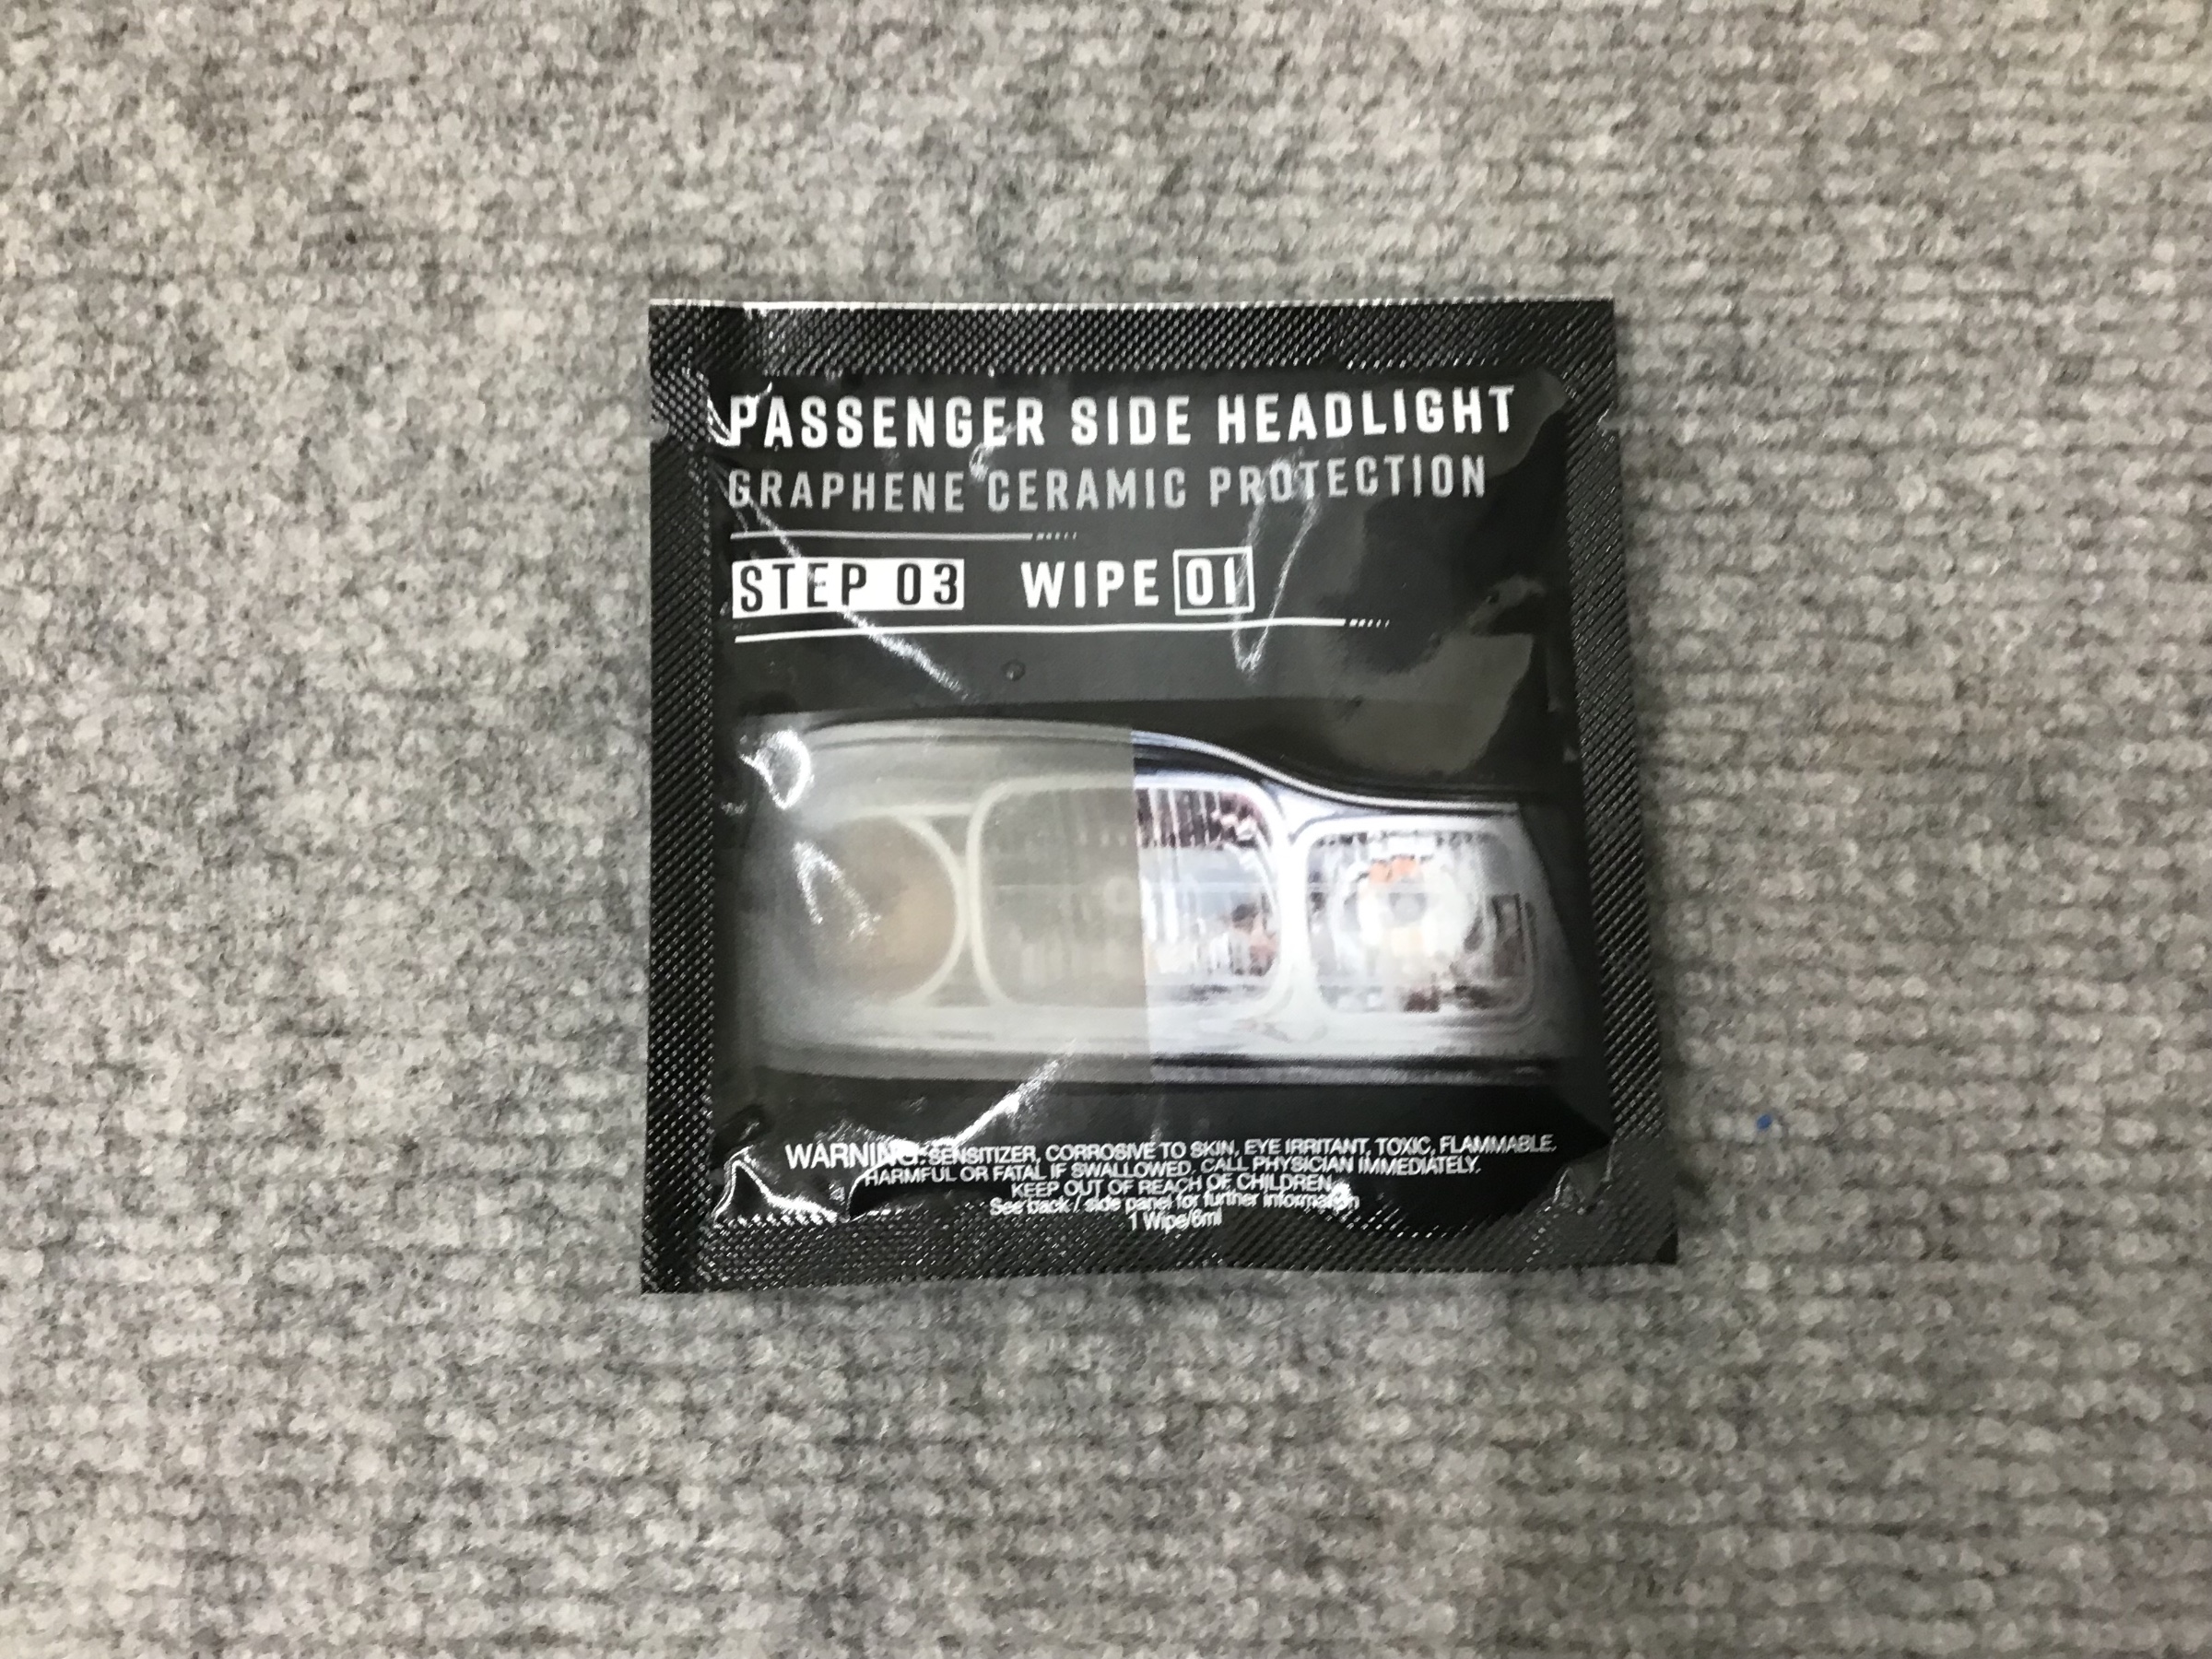 PASSENGER SIDE HEADLIGHT
GRAPHENE CERAMIC PROTECTION
STEP 03 WIPE 01
WARNING: SENSITIZER, CORROSIVE TO SKIN, EYE IRRITANT, TOXIC, FLAMMABLE.
HARMFUL OR FATAL IF SWALLOWED. CALL PHYSICIAN IMMEDIATELY.
KEEP OUT OF REACH OF CHILDREN.
See back / side panel for further information
1 Wipe/6ml